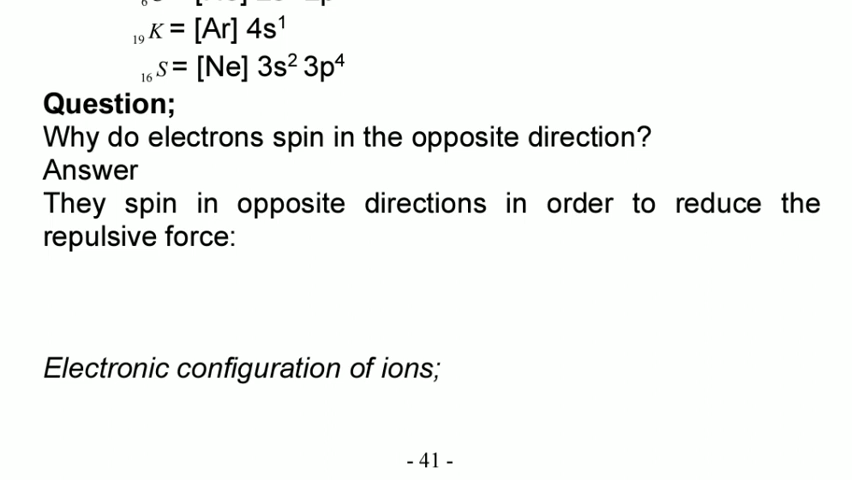 ₁₉K = [Ar] 4s¹
₁₆S = [Ne] 3s² 3p⁴
Question;
Why do electrons spin in the opposite direction?
Answer
They spin in opposite directions in order to reduce the
repulsive force:
Electronic configuration of ions;
- 41 -